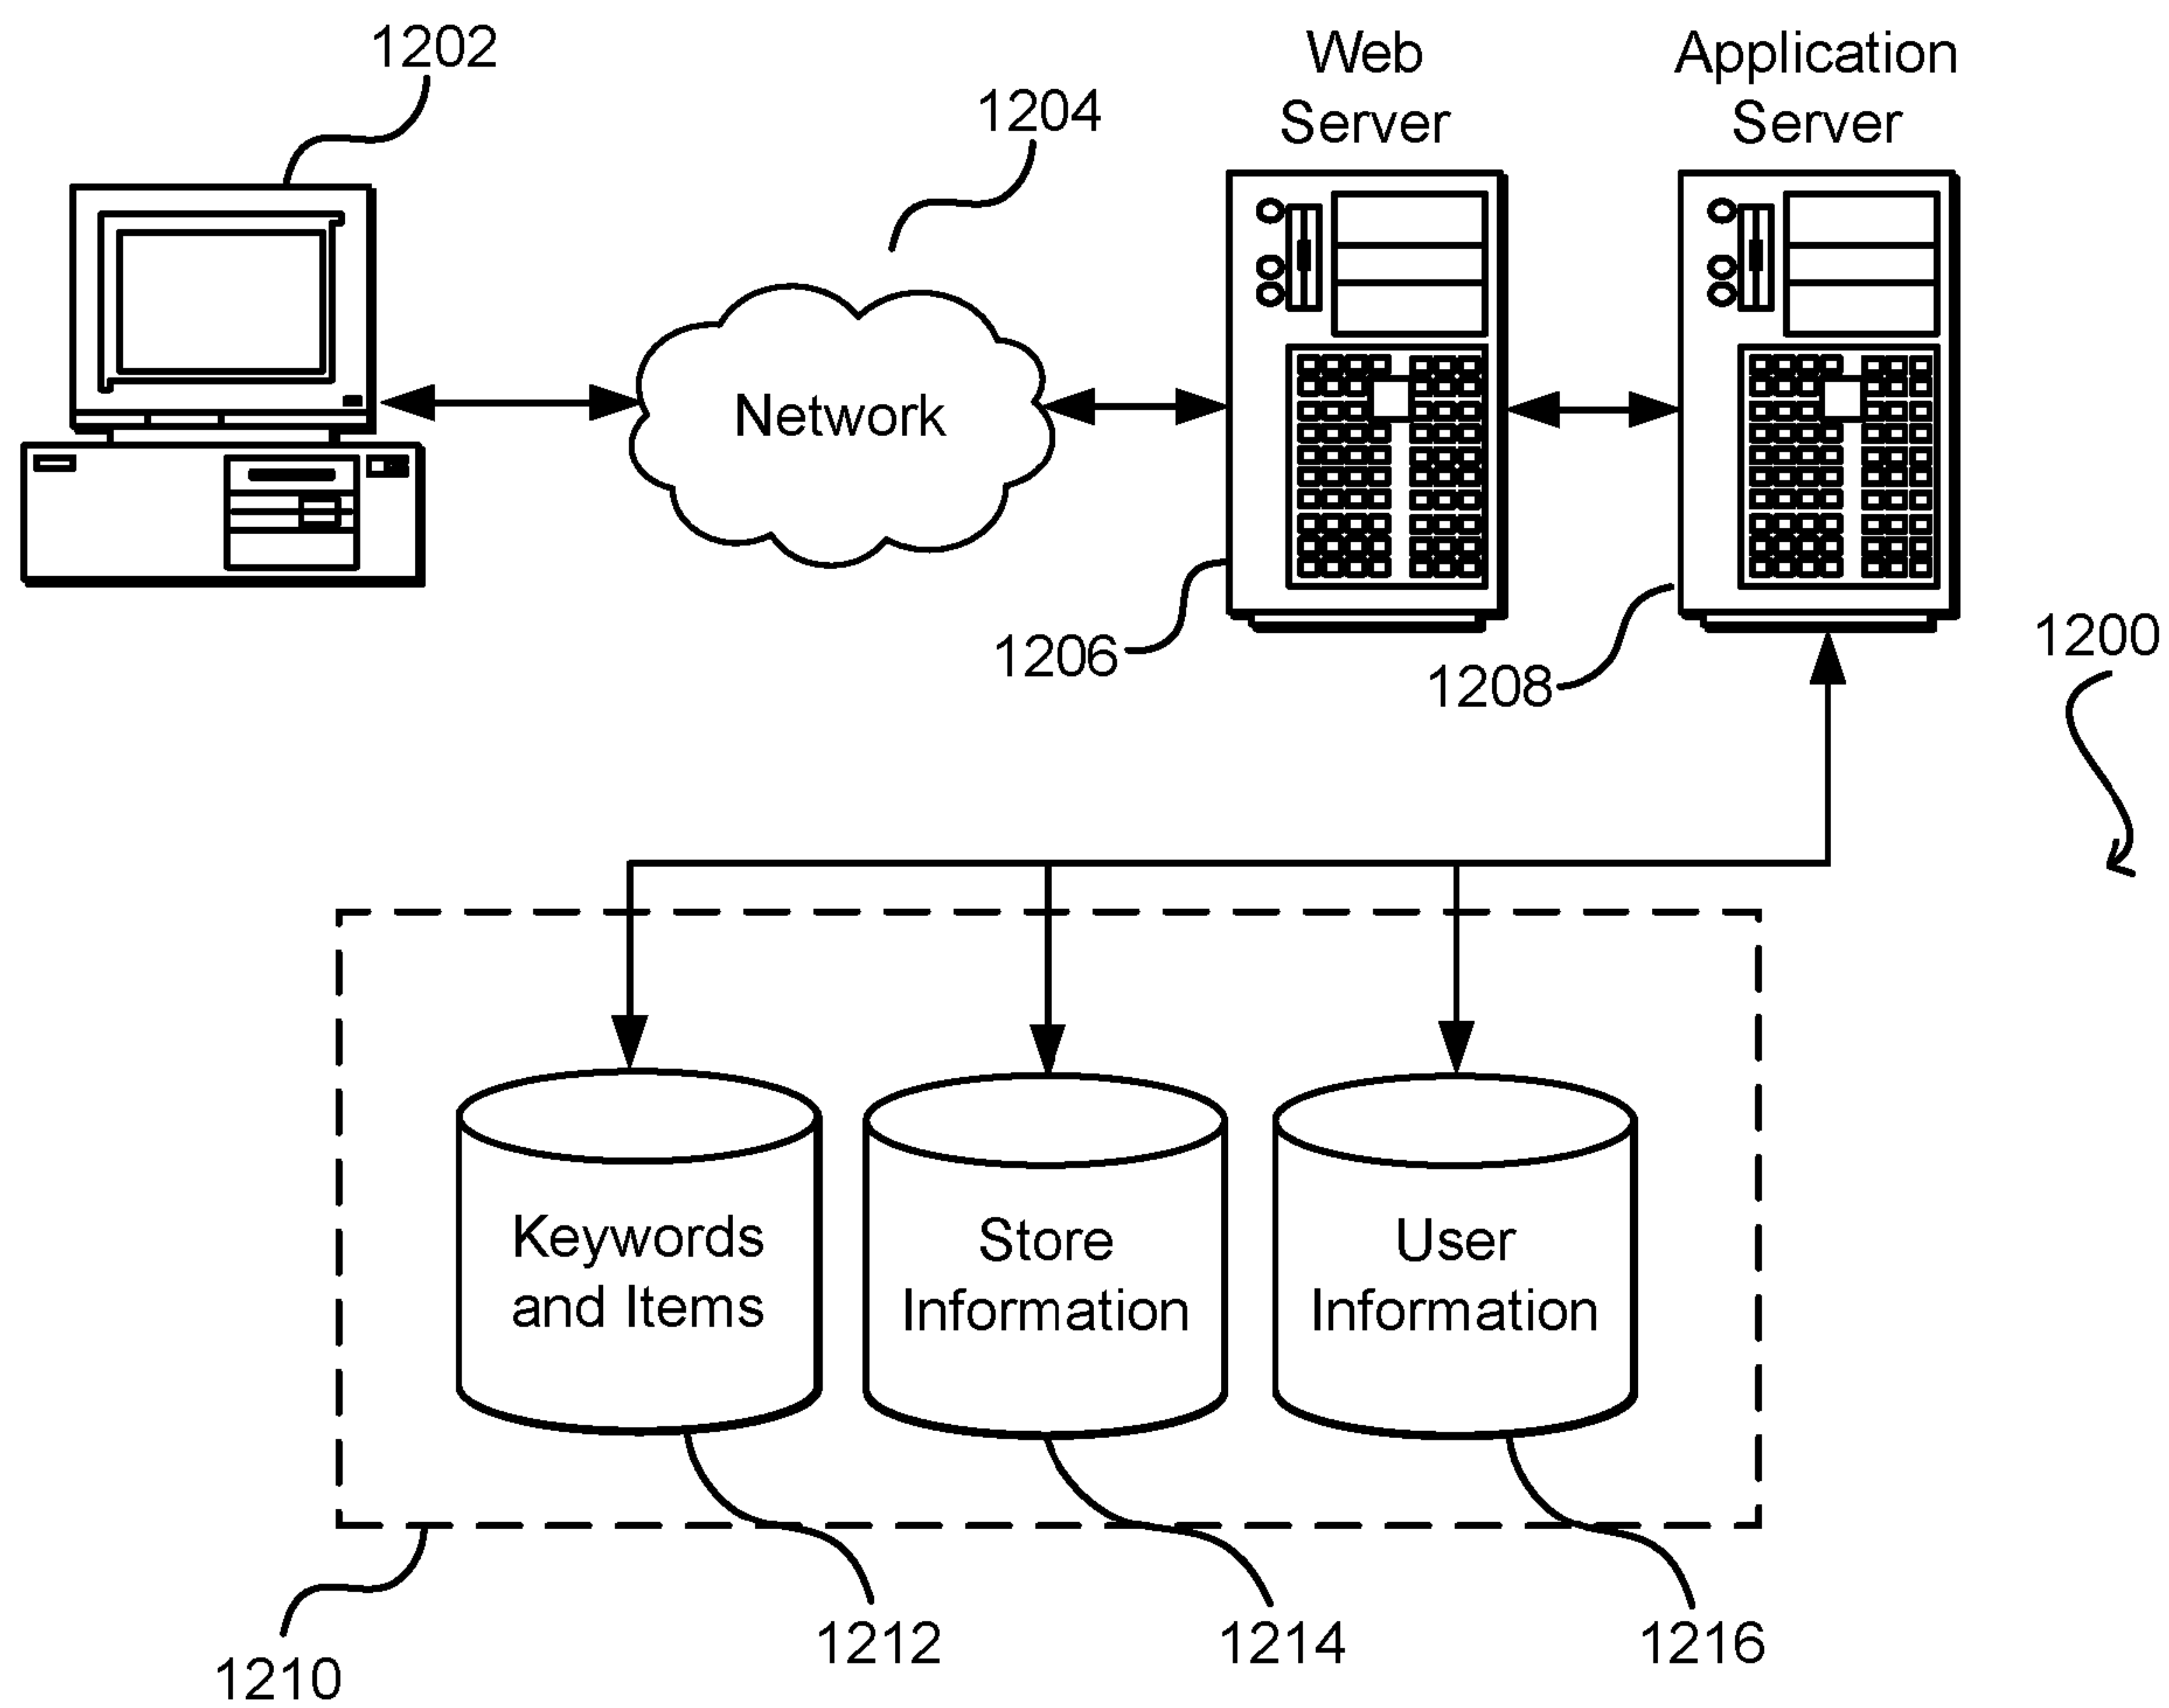 1202
1204
Web
Server
Application
Server
Network
1206
1208
1200
Keywords
and Items
Store
Information
User
Information
1210
1212
1214
1216